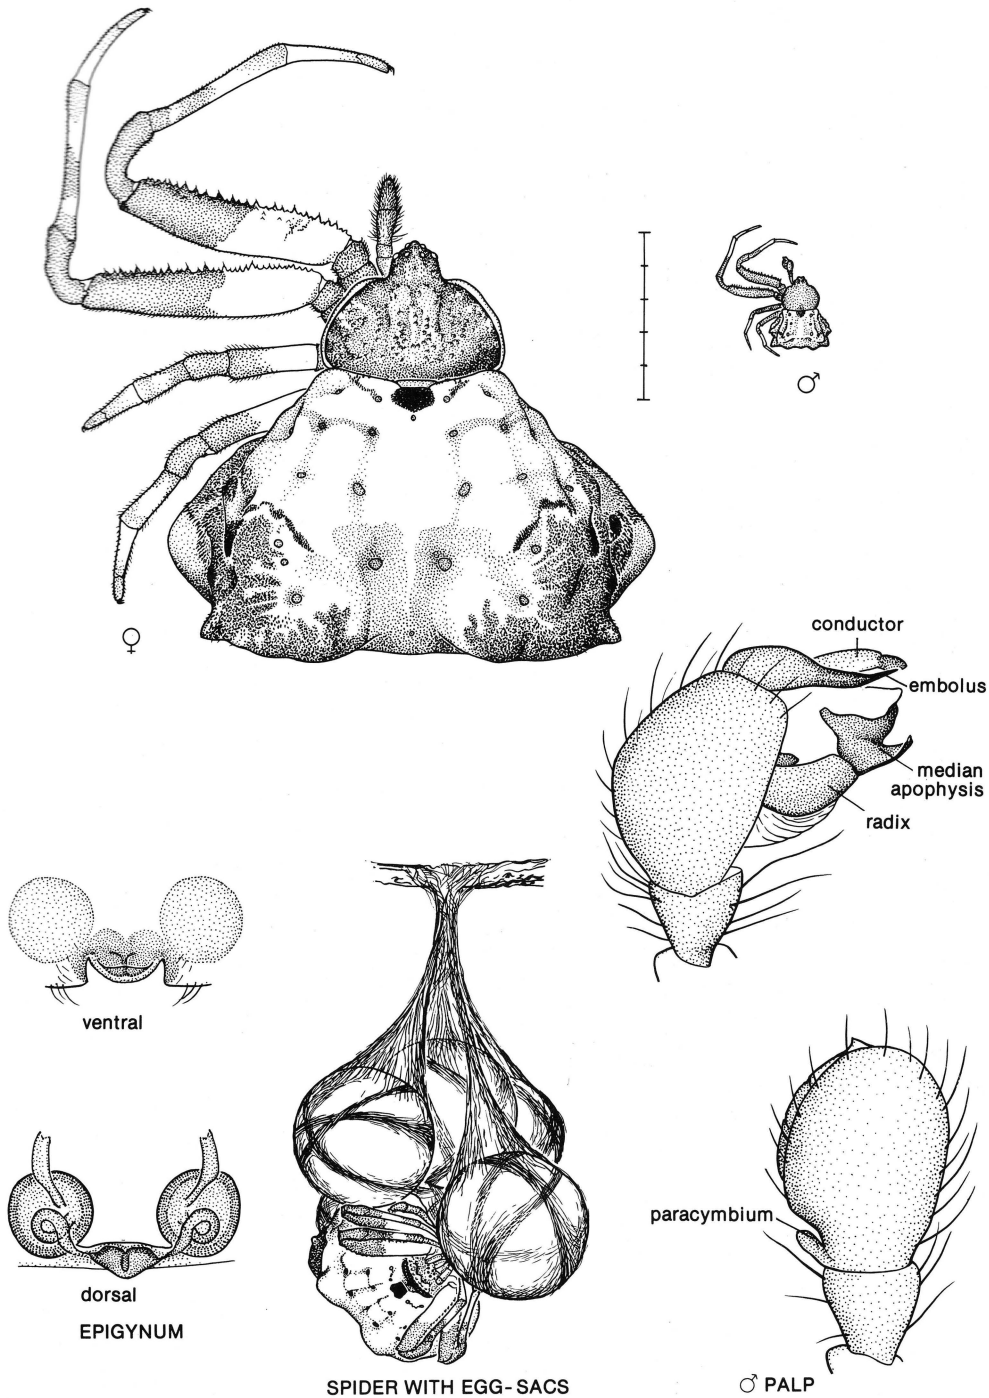 ♂
♀
conductor
embolus
median
apophysis
radix
ventral
paracymbium
dorsal
EPIGYNUM
SPIDER WITH EGG-SACS
♂ PALP